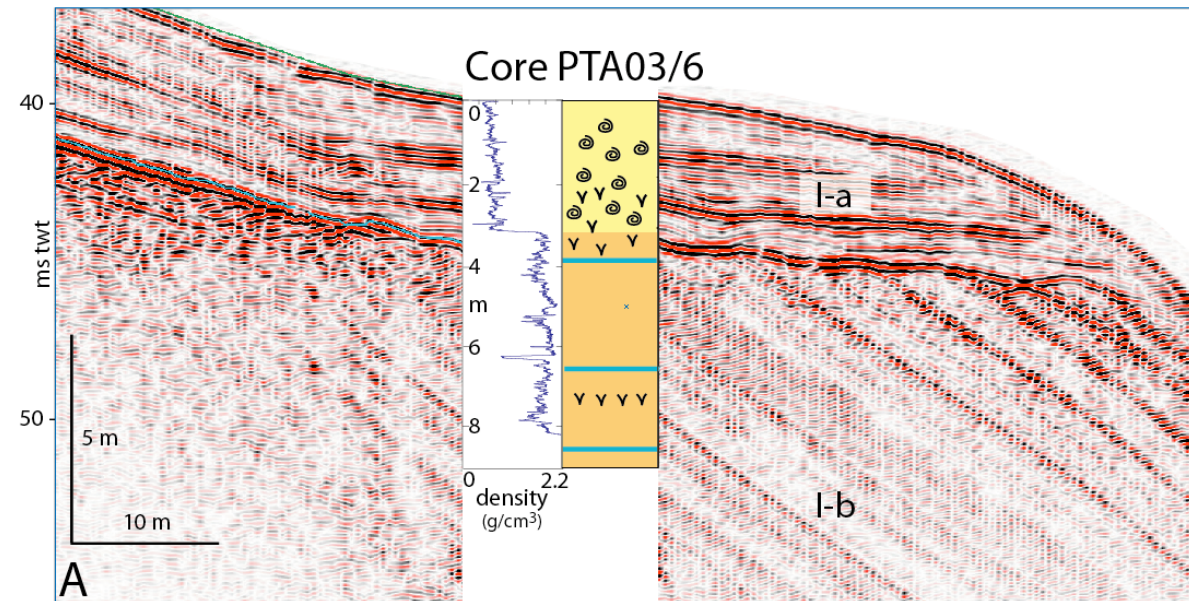 Core PTA03/6
40
50
ms twt
0
2
4
m
6
8
0
2.2
density
(g/cm³)
I-a
I-b
5 m
10 m
A